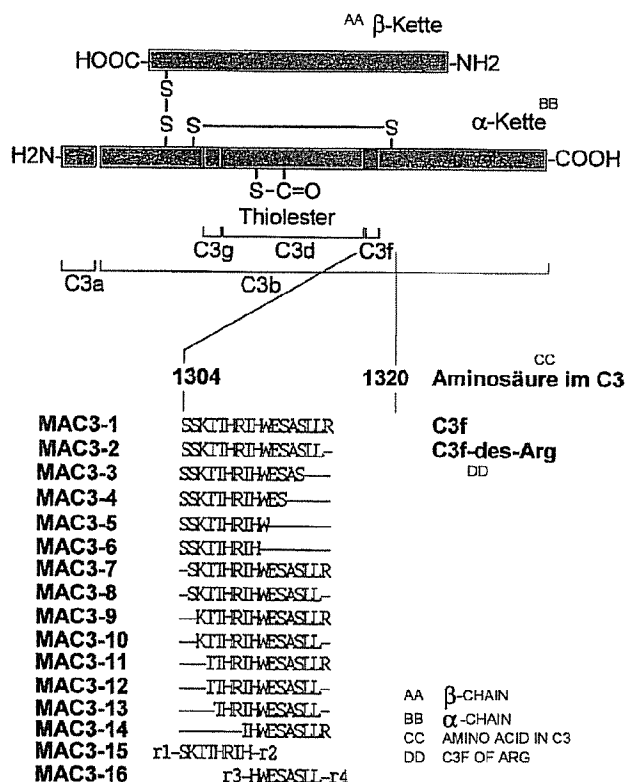 AA β-Kette
HOOC- -NH2
S
S
S S S
BB
α-Kette
H2N- -COOH
S-C=O
Thiolester
C3g C3d C3f
C3a C3b
CC
1304 1320 Aminosäure im C3
MAC3-1 SSKITHRIHWESASLLR C3f
MAC3-2 SSKITHRIHWESASLL- C3f-des-Arg
DD
MAC3-3 SSKITHRIHWESAS---
MAC3-4 SSKITHRIHWES-----
MAC3-5 SSKITHRIHW-------
MAC3-6 SSKITHRIH--------
MAC3-7 -SKITHRIHWESASLLR
MAC3-8 -SKITHRIHWESASLL-
MAC3-9 --KITHRIHWESASLLR
MAC3-10 --KITHRIHWESASLL-
MAC3-11 ---ITHRIHWESASLLR
MAC3-12 ---ITHRIHWESASLL-
MAC3-13 ----THRIHWESASLL-
MAC3-14 -------IHWESASLLR
MAC3-15 r1-SKITHRIH-r2
MAC3-16 r3-HWESASLL-r4
AA β-CHAIN
BB α-CHAIN
CC AMINO ACID IN C3
DD C3F OF ARG